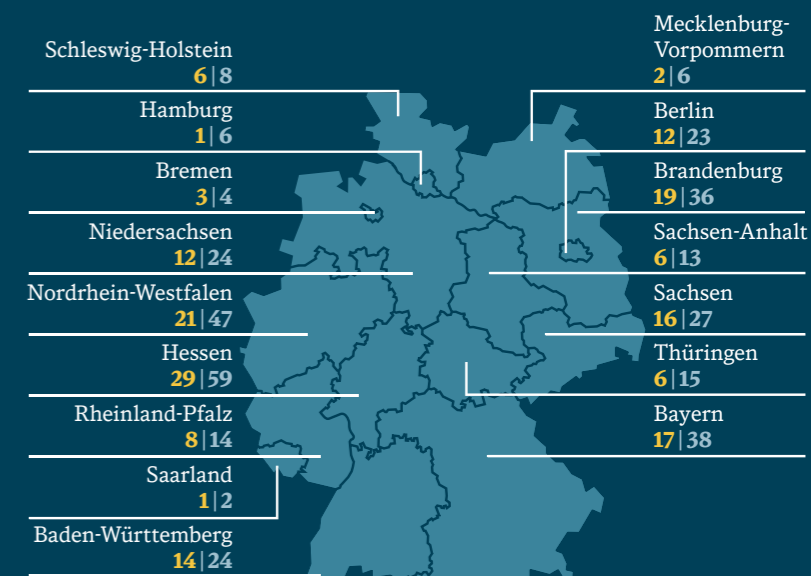 Schleswig-Holstein
6|8
Hamburg
1|6
Bremen
3|4
Niedersachsen
12|24
Nordrhein-Westfalen
21|47
Hessen
29|59
Rheinland-Pfalz
8|14
Saarland
1|2
Baden-Württemberg
14|24
Mecklenburg-
Vorpommern
2|6
Berlin
12|23
Brandenburg
19|36
Sachsen-Anhalt
6|13
Sachsen
16|27
Thüringen
6|15
Bayern
17|38